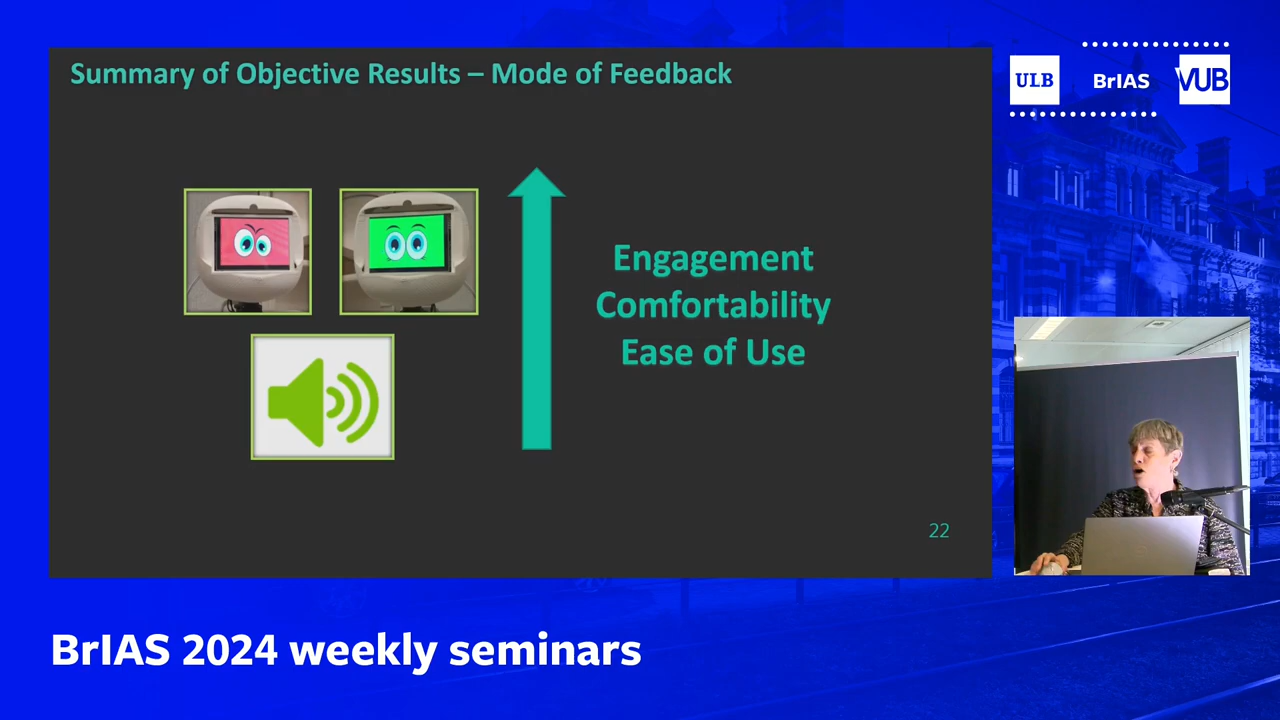 Summary of Objective Results – Mode of Feedback
ULB
BrIAS
VUB
Engagement
Comfortability
Ease of Use
22
BrIAS 2024 weekly seminars